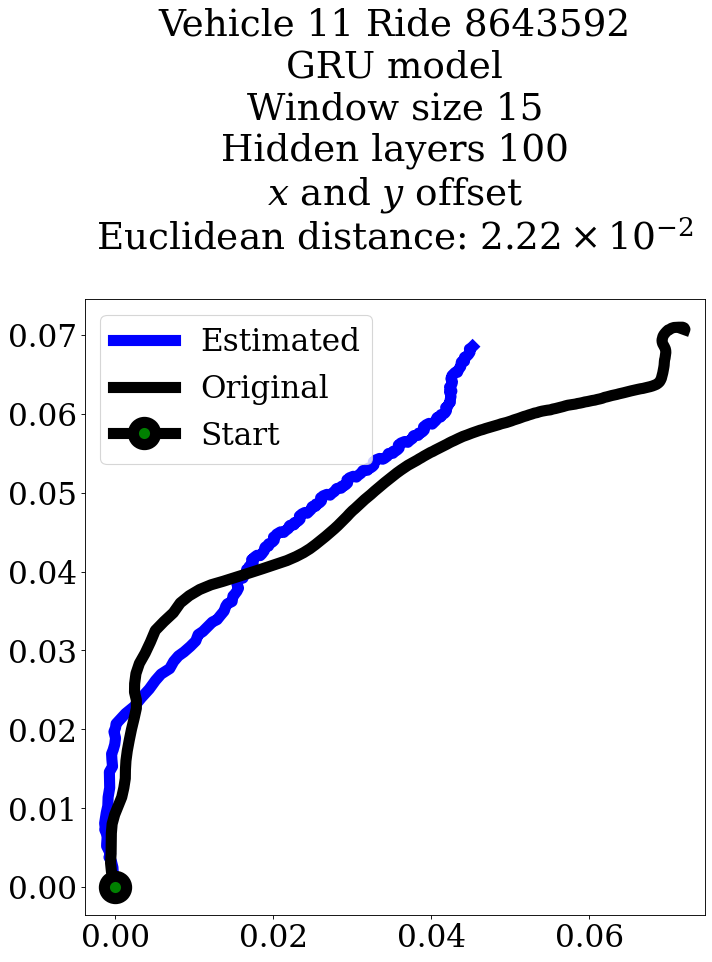 Vehicle 11 Ride 8643592
GRU model
Window size 15
Hidden layers 100
x and y offset
Euclidean distance: 2.22 × 10⁻²
Estimated
Original
Start
0.07
0.06
0.05
0.04
0.03
0.02
0.01
0.00
0.00 0.02 0.04 0.06